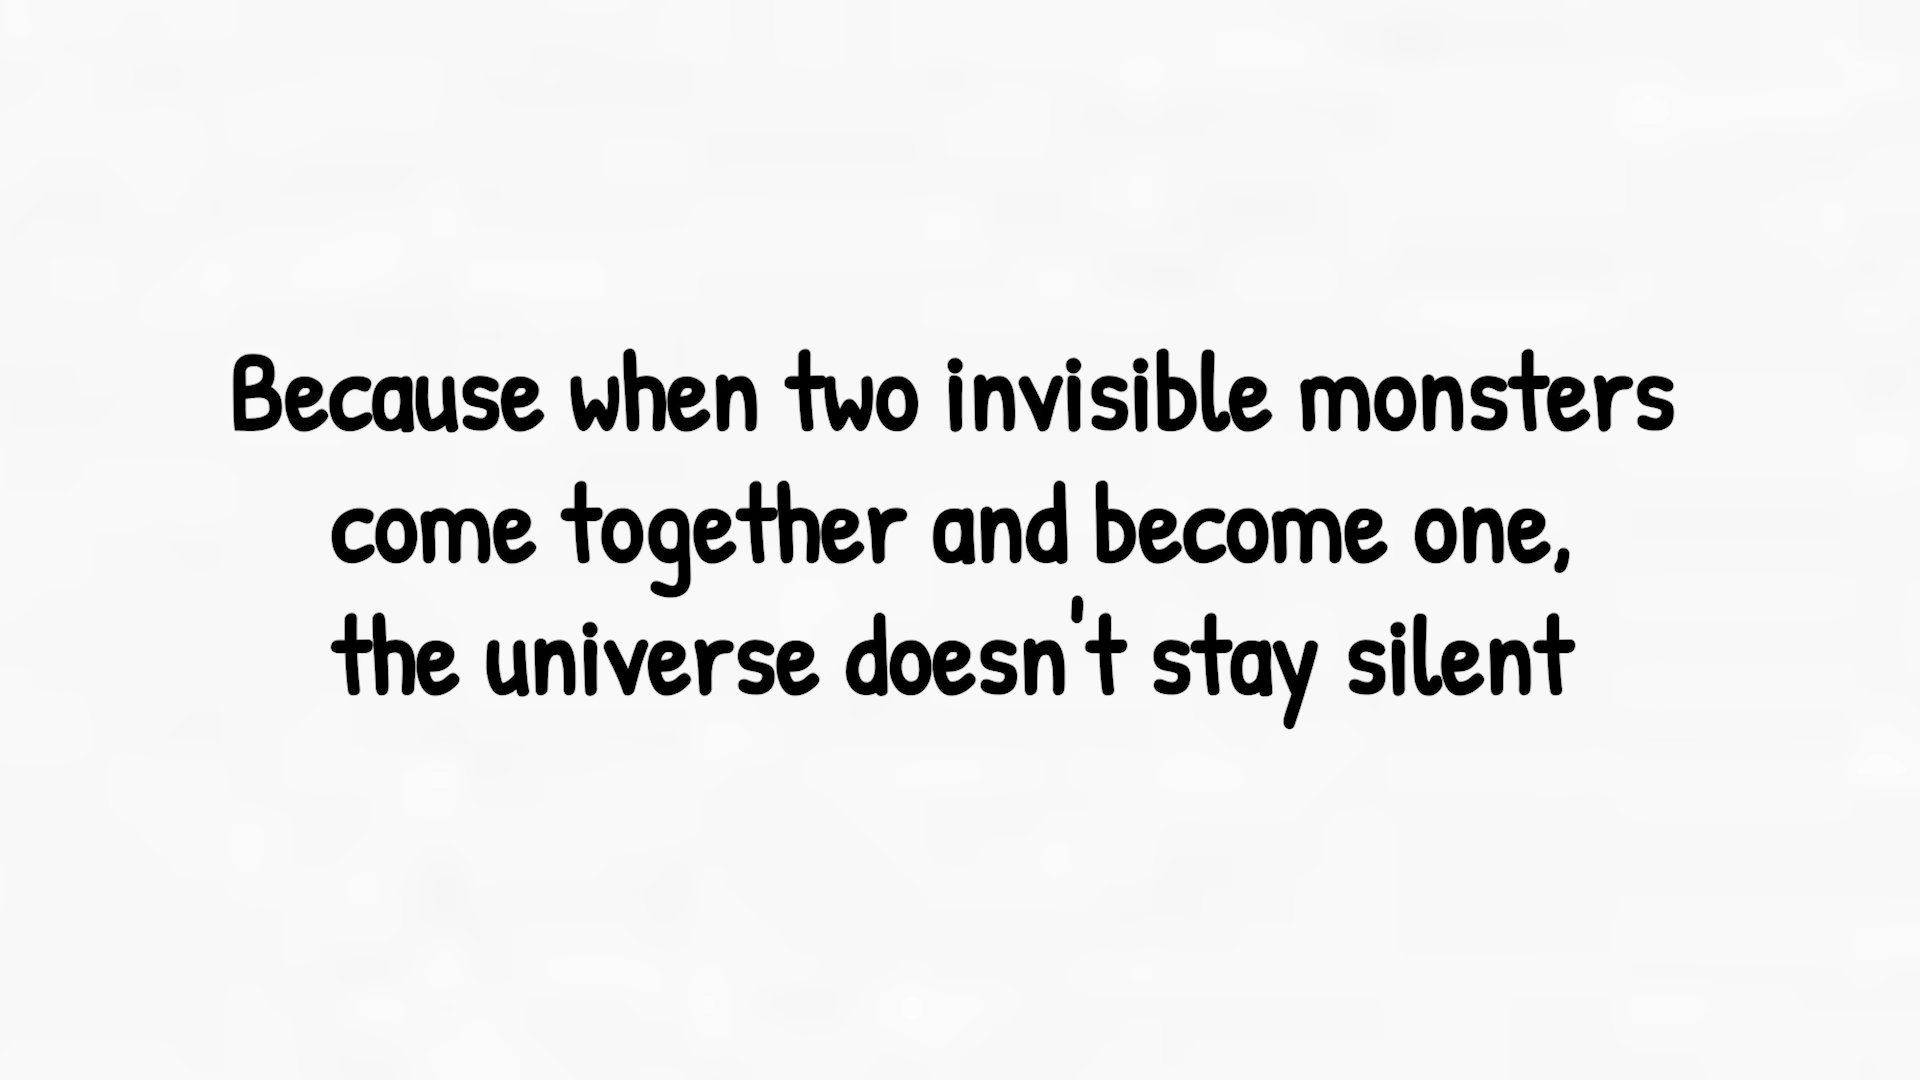 Because when two invisible monsters
come together and become one,
the universe doesn't stay silent